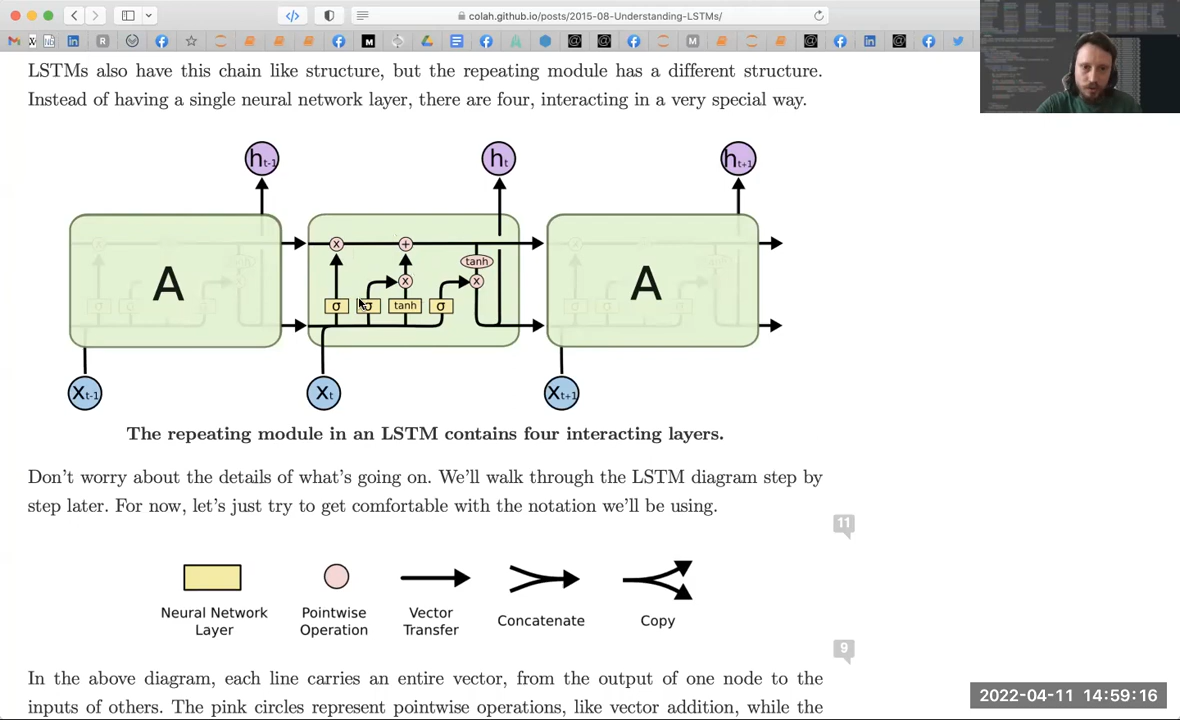 colah.github.io/posts/2015-08-Understanding-LSTMs/
LSTMs also have this chain like structure, but the repeating module has a different structure.
Instead of having a single neural network layer, there are four, interacting in a very special way.
ht-1
ht
ht+1
A
x
+
tanh
x
x
σ
σ
tanh
σ
A
Xt-1
Xt
Xt+1
The repeating module in an LSTM contains four interacting layers.
Don't worry about the details of what's going on. We'll walk through the LSTM diagram step by
step later. For now, let's just try to get comfortable with the notation we'll be using.
11
Neural Network
Layer
Pointwise
Operation
Vector
Transfer
Concatenate
Copy
9
In the above diagram, each line carries an entire vector, from the output of one node to the
inputs of others. The pink circles represent pointwise operations, like vector addition, while the
2022-04-11 14:59:16